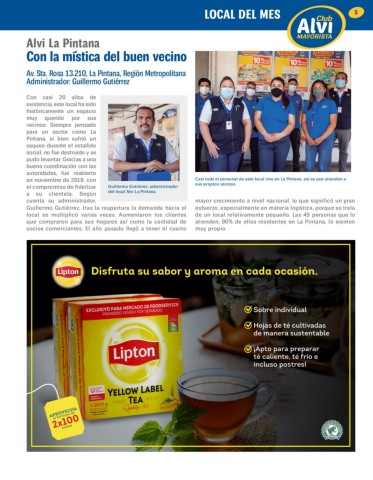 LOCAL DEL MES
Club
Alvi
MAYORISTA
5
Alvi La Pintana
Con la mística del buen vecino
Av. Sta. Rosa 13.210, La Pintana, Región Metropolitana
Administrador: Guillermo Gutiérrez
Con casi 20 años de
existencia este local ha sido
históricamente un espacio
muy querido por sus
vecinos. Siempre pensado
para un sector como La
Pintana, si bien sufrió un
saqueo durante el estallido
social, no fue destruido y se
pudo levantar. Gracias a una
buena coordinación con las
autoridades, fue reabierto
en noviembre de 2019, con
el compromiso de fidelizar
a su clientela. Según
cuenta su administrador,
Guillermo Gutiérrez, tras la reapertura la demanda hacia el
local se multiplicó varias veces. Aumentaron los clientes
que compraron para sus hogares así como la cantidad de
socios comerciantes. El año pasado llegó a tener el cuarto
Guillermo Gutiérrez, administrador
del local Alvi La Pintana.
Casi todo el personal de este local vive en La Pintana, así es que atienden a
sus propios vecinos.
mayor crecimiento a nivel nacional, lo que significó un gran
esfuerzo, especialmente en materia logística, porque se trata
de un local relativamente pequeño. Las 45 personas que lo
atienden, 90% de ellos residentes en La Pintana, lo sienten
muy propio.
Lipton
Disfruta su sabor y aroma en cada ocasión.
Sobre individual
Hojas de té cultivadas
de manera sustentable
¡Apto para preparar
té caliente, té frío e
incluso postres!
EXCLUSIVO PARA MERCADO DE FOODSERVICE
Lipton
YELLOW LABEL
TEA
Quality No1
APROVECHA
2x100